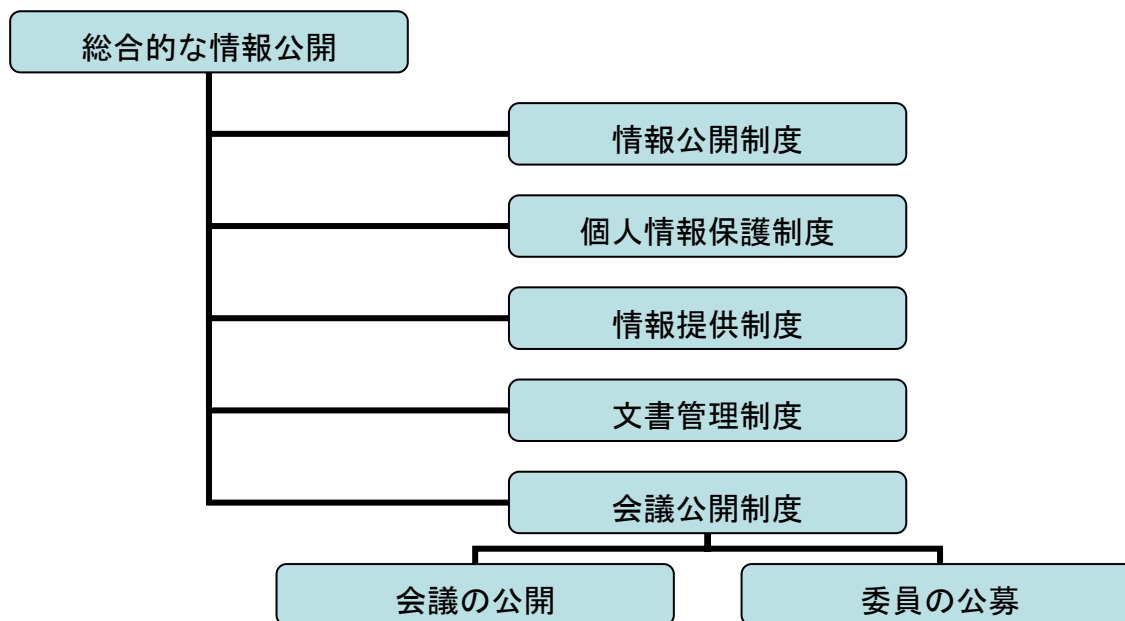 総合的な情報公開
情報公開制度
個人情報保護制度
情報提供制度
文書管理制度
会議公開制度
会議の公開
委員の公募